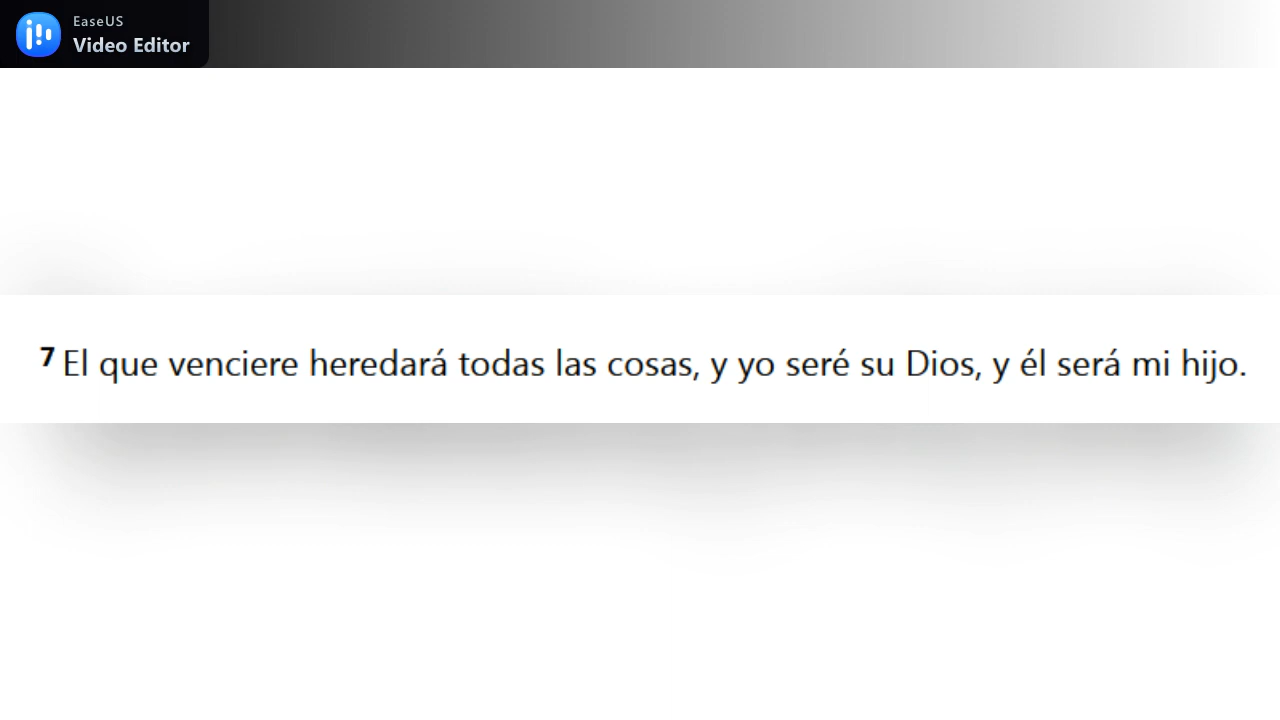 EaseUS
Video Editor
7 El que venciere heredará todas las cosas, y yo seré su Dios, y él será mi hijo.